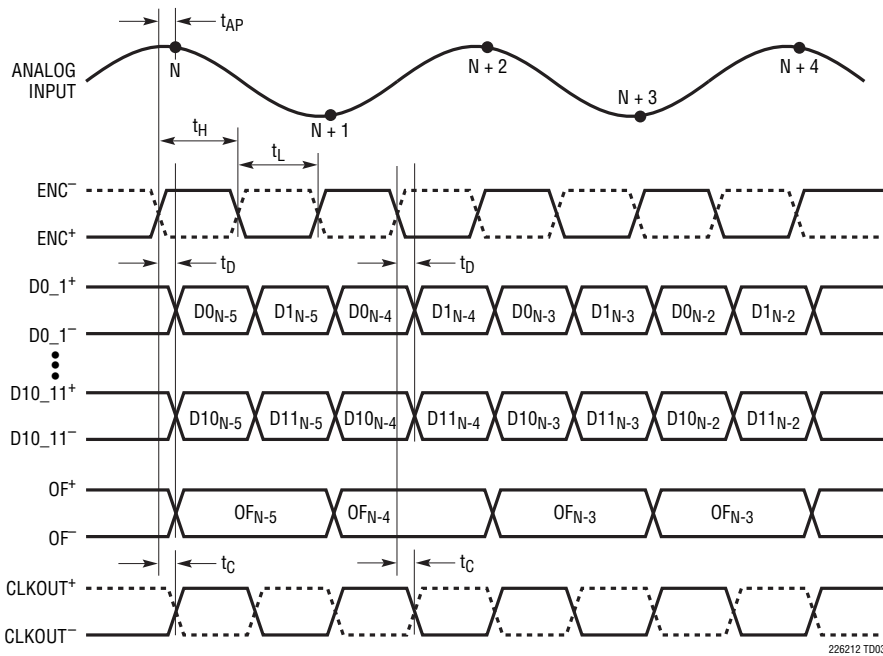 tAP
ANALOG
INPUT
N
N + 1
N + 2
N + 3
N + 4
tH
tL
ENC–
ENC+
tD
tD
D0_1+
D0N-5
D1N-5
D0N-4
D1N-4
D0N-3
D1N-3
D0N-2
D1N-2
D0_1–
D10_11+
D10N-5
D11N-5
D10N-4
D11N-4
D10N-3
D11N-3
D10N-2
D11N-2
D10_11–
OF+
OFN-5
OFN-4
OFN-3
OFN-3
OF–
tC
tC
CLKOUT+
CLKOUT–
226212 TD03